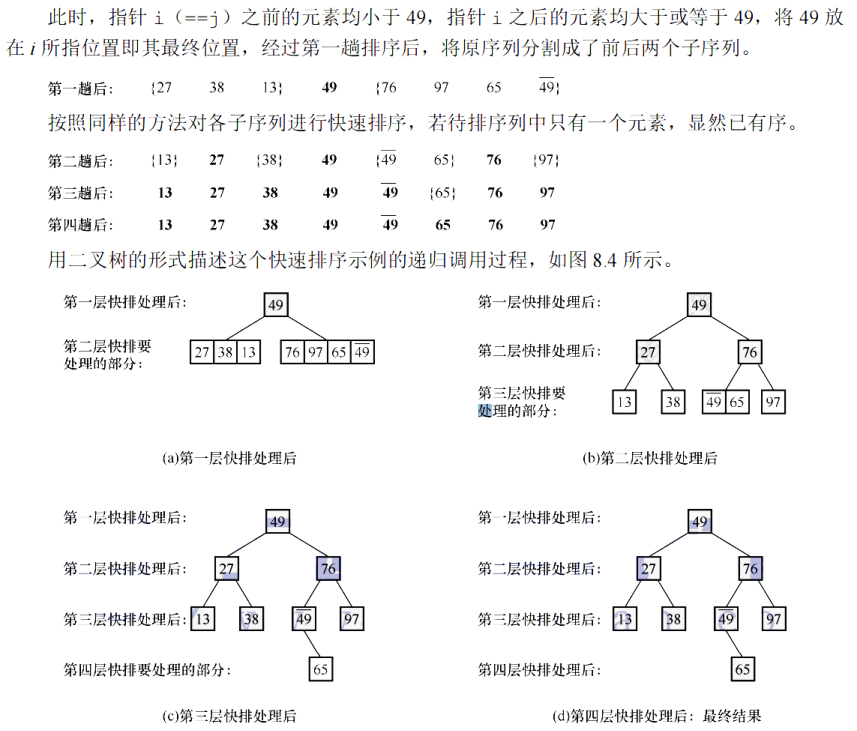 此时，指针 i（==j）之前的元素均小于 49，指针 i 之后的元素均大于或等于 49，将 49 放
在 i 所指位置即其最终位置，经过第一趟排序后，将原序列分割成了前后两个子序列。
第一趟后： {27 38 13} 49 {76 97 65 4̅9̅}
按照同样的方法对各子序列进行快速排序，若待排序列中只有一个元素，显然已有序。
第二趟后： {13} 27 {38} 49 {4̅9̅ 65} 76 {97}
第三趟后： 13 27 38 49 4̅9̅ {65} 76 97
第四趟后： 13 27 38 49 4̅9̅ 65 76 97
用二叉树的形式描述这个快速排序示例的递归调用过程，如图 8.4 所示。
第一层快排处理后： 49
第二层快排要
处理的部分： 27 38 13 76 97 65 4̅9̅
(a)第一层快排处理后
第一层快排处理后： 49
第二层快排处理后： 27 76
第三层快排要
处理的部分： 13 38 4̅9̅ 65 97
(b)第二层快排处理后
第一层快排处理后： 49
第二层快排处理后： 27 76
第三层快排处理后： 13 38 4̅9̅ 97
第四层快排要处理的部分： 65
(c)第三层快排处理后
第一层快排处理后： 49
第二层快排处理后： 27 76
第三层快排处理后： 13 38 4̅9̅ 97
第四层快排处理后： 65
(d)第四层快排处理后：最终结果